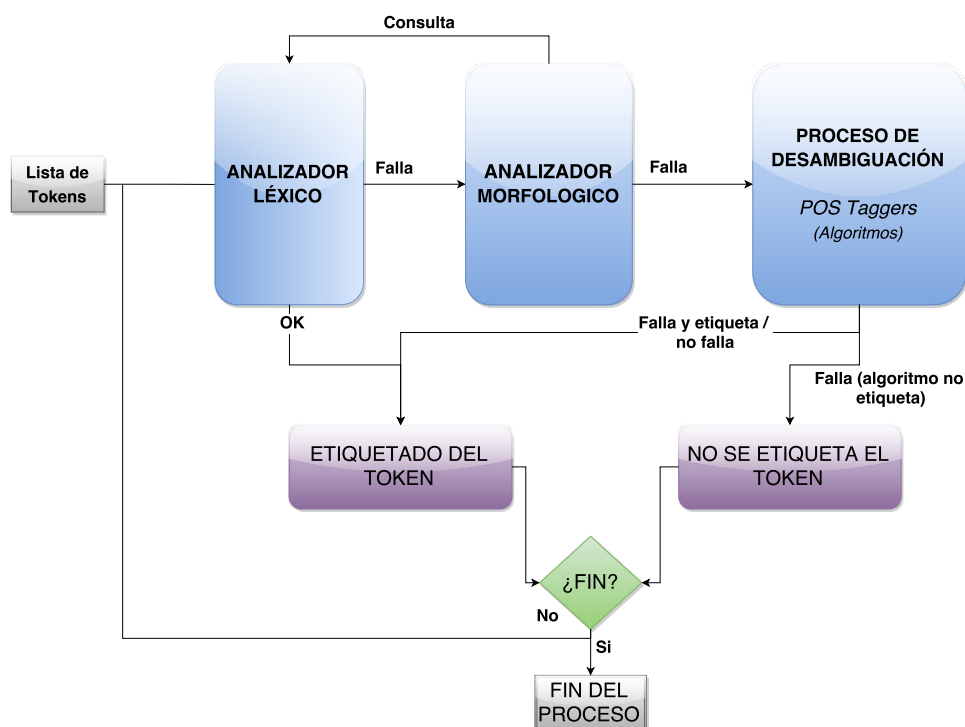 Consulta
Lista de
Tokens
ANALIZADOR
LÉXICO
Falla
ANALIZADOR
MORFOLOGICO
Falla
PROCESO DE
DESAMBIGUACIÓN
POS Taggers
(Algoritmos)
OK
Falla y etiqueta /
no falla
Falla (algoritmo no
etiqueta)
ETIQUETADO DEL
TOKEN
NO SE ETIQUETA EL
TOKEN
¿FIN?
No
Si
FIN DEL
PROCESO